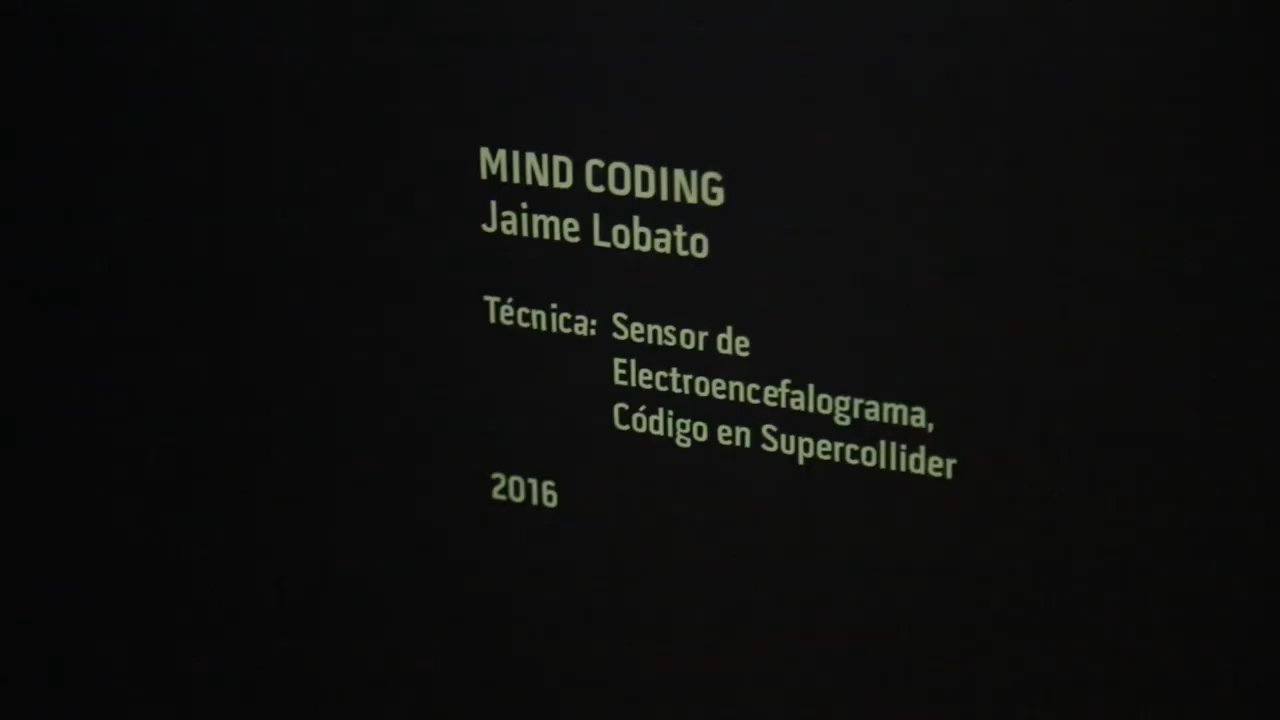 MIND CODING
Jaime Lobato
Técnica: Sensor de
Electroencefalograma,
Código en Supercollider
2016